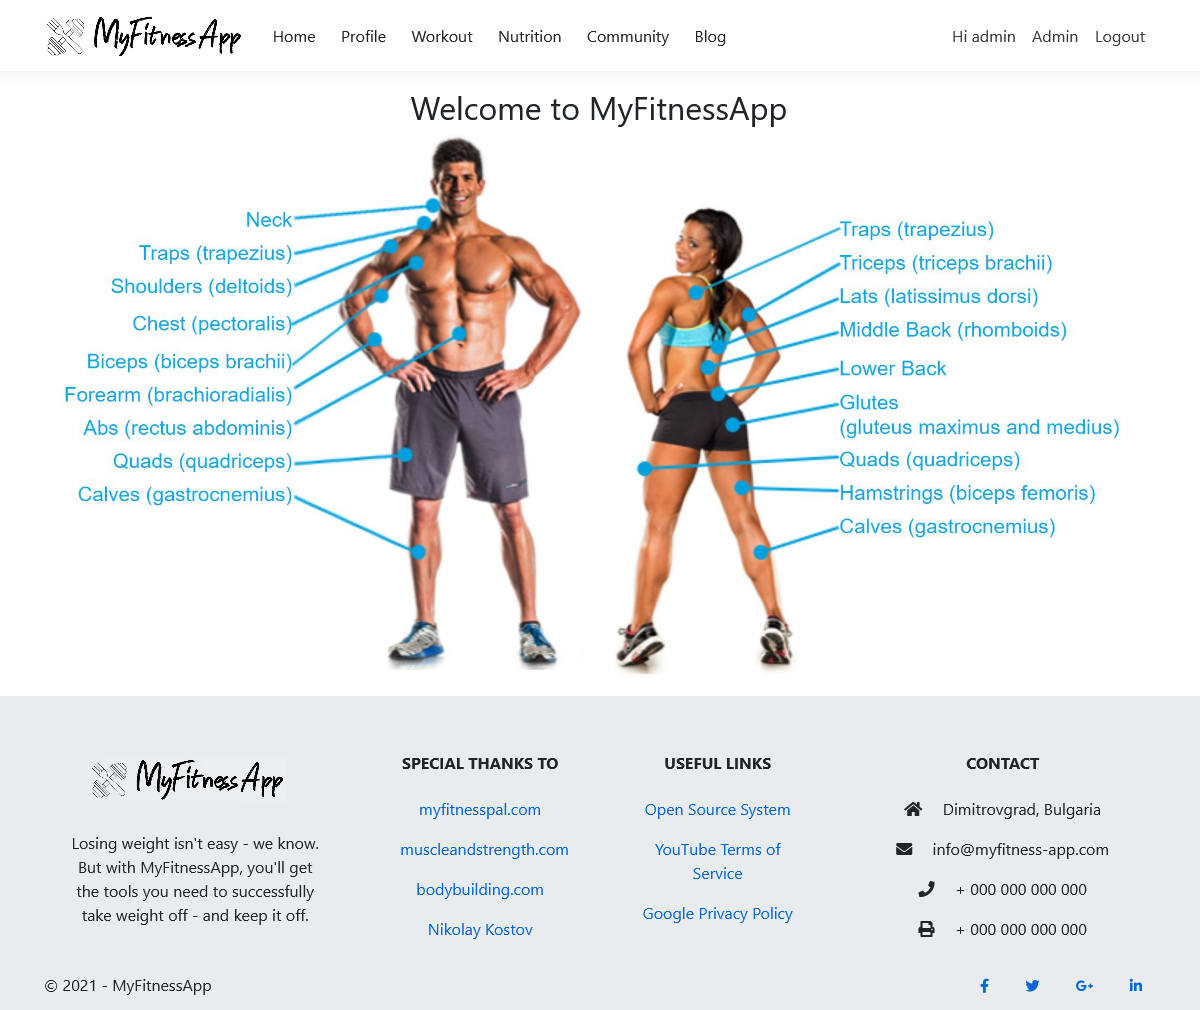 MyFitnessApp Home Profile Workout Nutrition Community Blog Hi admin Admin Logout
Welcome to MyFitnessApp
Neck
Traps (trapezius)
Shoulders (deltoids)
Chest (pectoralis)
Biceps (biceps brachii)
Forearm (brachioradialis)
Abs (rectus abdominis)
Quads (quadriceps)
Calves (gastrocnemius)
Traps (trapezius)
Triceps (triceps brachii)
Lats (latissimus dorsi)
Middle Back (rhomboids)
Lower Back
Glutes
(gluteus maximus and medius)
Quads (quadriceps)
Hamstrings (biceps femoris)
Calves (gastrocnemius)
MyFitnessApp
Losing weight isn't easy - we know.
But with MyFitnessApp, you'll get
the tools you need to successfully
take weight off - and keep it off.
SPECIAL THANKS TO
myfitnesspal.com
muscleandstrength.com
bodybuilding.com
Nikolay Kostov
USEFUL LINKS
Open Source System
YouTube Terms of
Service
Google Privacy Policy
CONTACT
Dimitrovgrad, Bulgaria
info@myfitness-app.com
+ 000 000 000 000
+ 000 000 000 000
© 2021 - MyFitnessApp